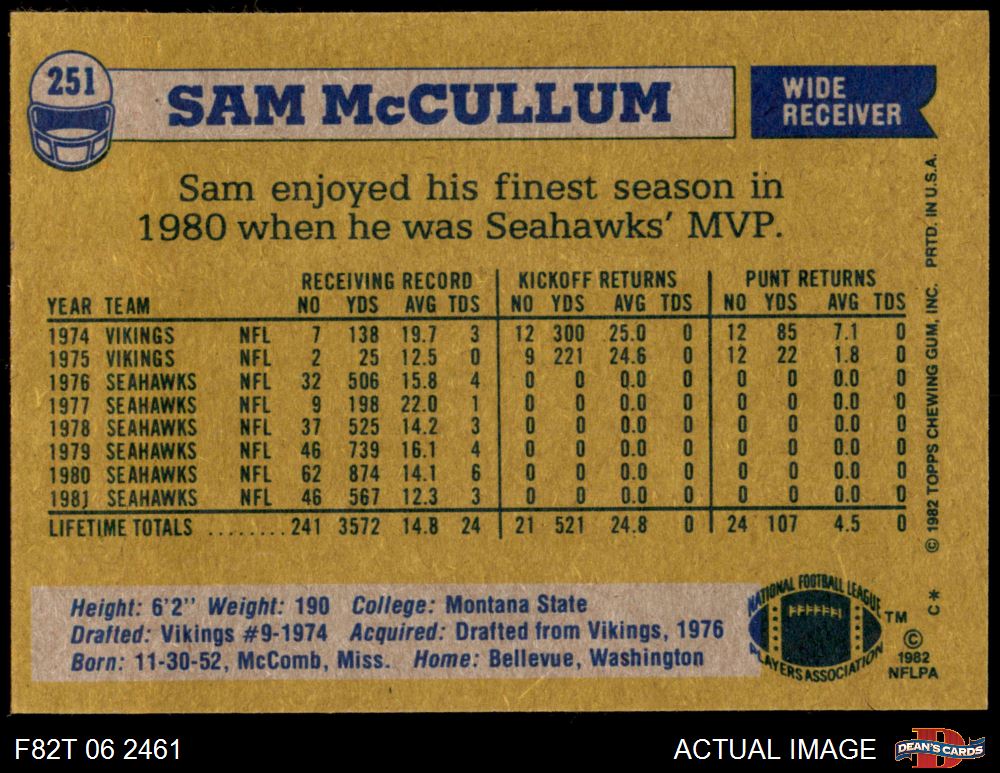 251
SAM McCULLUM
WIDE
RECEIVER
Sam enjoyed his finest season in
1980 when he was Seahawks' MVP.
RECEIVING RECORD KICKOFF RETURNS PUNT RETURNS
YEAR TEAM NO YDS AVG TDS NO YDS AVG TDS NO YDS AVG TDS
1974 VIKINGS NFL 7 138 19.7 3 12 300 25.0 0 12 85 7.1 0
1975 VIKINGS NFL 2 25 12.5 0 9 221 24.6 0 12 22 1.8 0
1976 SEAHAWKS NFL 32 506 15.8 4 0 0 0.0 0 0 0 0.0 0
1977 SEAHAWKS NFL 9 198 22.0 1 0 0 0.0 0 0 0 0.0 0
1978 SEAHAWKS NFL 37 525 14.2 3 0 0 0.0 0 0 0 0.0 0
1979 SEAHAWKS NFL 46 739 16.1 4 0 0 0.0 0 0 0 0.0 0
1980 SEAHAWKS NFL 62 874 14.1 6 0 0 0.0 0 0 0 0.0 0
1981 SEAHAWKS NFL 46 567 12.3 3 0 0 0.0 0 0 0 0.0 0
LIFETIME TOTALS ........ 241 3572 14.8 24 21 521 24.8 0 24 107 4.5 0
© 1982 TOPPS CHEWING GUM, INC. PRTD. IN U.S.A.
Height: 6'2" Weight: 190 College: Montana State
Drafted: Vikings #9-1974 Acquired: Drafted from Vikings, 1976
Born: 11-30-52, McComb, Miss. Home: Bellevue, Washington
NATIONAL FOOTBALL LEAGUE
PLAYERS ASSOCIATION
TM
C*
©
1982
NFLPA
F82T 06 2461
ACTUAL IMAGE
DEAN'S CARDS